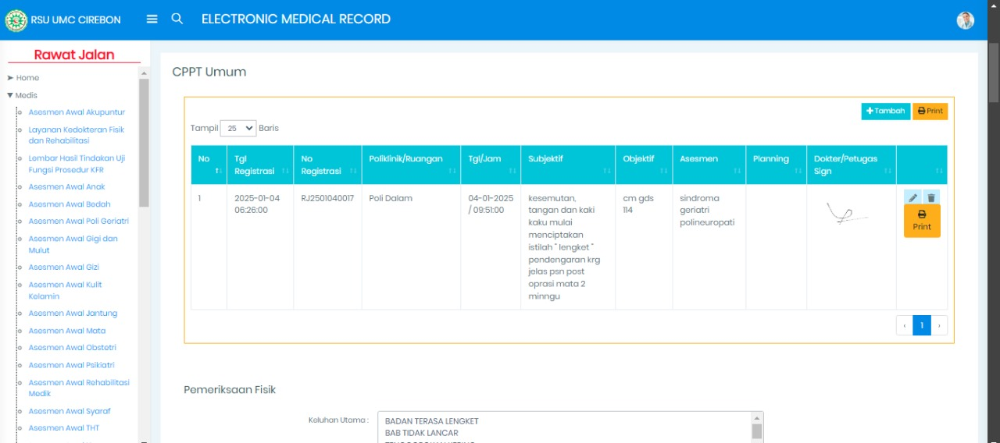 RSU UMC CIREBON
ELECTRONIC MEDICAL RECORD
Rawat Jalan
Home
Medis
Asesmen Awal Akupuntur
Layanan Kedokteran Fisik
dan Rehabilitasi
Lembar Hasil Tindakan Uji
Fungsi Prosedur KFR
Asesmen Awal Anak
Asesmen Awal Bedah
Asesmen Awal Poli Geriatri
Asesmen Awal Gigi dan
Mulut
Asesmen Awal Gizi
Asesmen Awal Kulit
Kelamin
Asesmen Awal Jantung
Asesmen Awal Mata
Asesmen Awal Obstetri
Asesmen Awal Psikiatri
Asesmen Awal Rehabilitasi
Medik
Asesmen Awal Syaraf
Asesmen Awal THT
CPPT Umum
+Tambah
Print
Tampil 25 Baris
No
Tgl
Registrasi
No
Registrasi
Poliklinik/Ruangan
Tgl/Jam
Subjektif
Objektif
Asesmen
Planning
Dokter/Petugas
Sign
1
2025-01-04
06:26:00
RJ2501040017
Poli Dalam
04-01-2025
/ 09:51:00
kesemutan,
tangan dan kaki
kaku mulai
menciptakan
istilah " lengket "
pendengaran krg
jelas psn post
oprasi mata 2
minngu
cm gds
114
sindroma
geriatri
polineuropati
Print
‹ 1 ›
Pemeriksaan Fisik
Keluhan Utama :
BADAN TERASA LENGKET
BAB TIDAK LANCAR